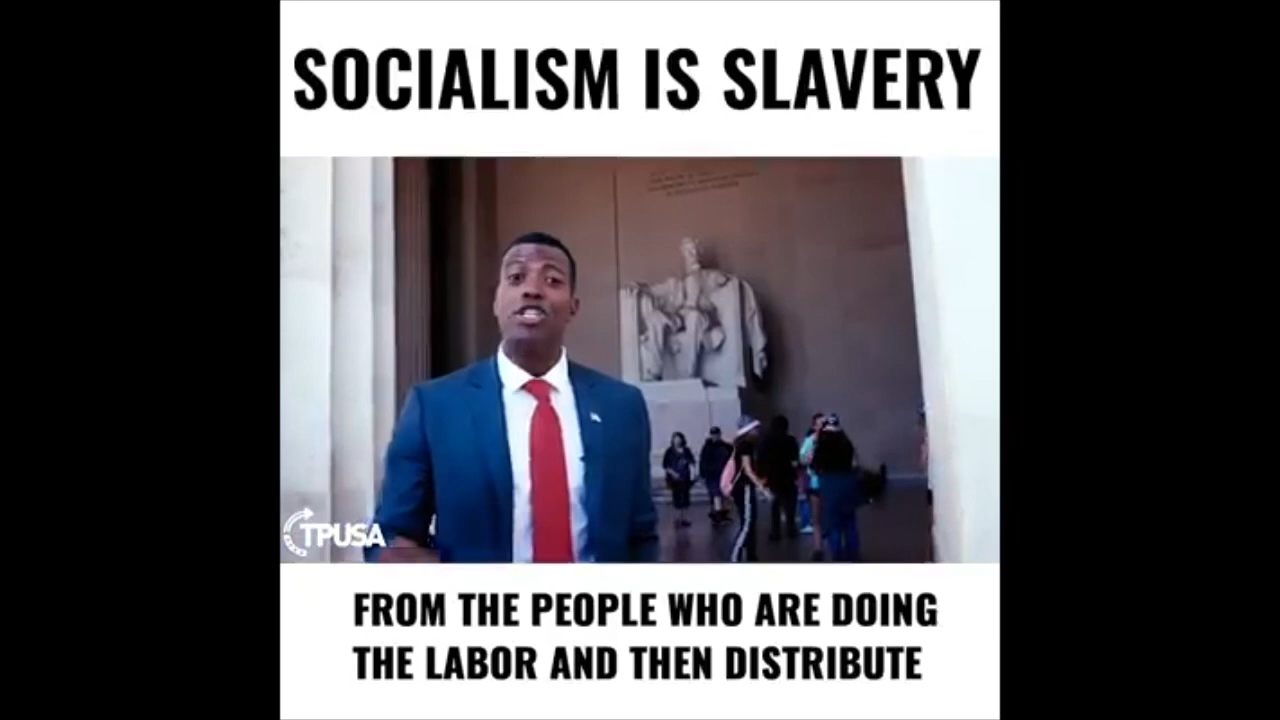 SOCIALISM IS SLAVERY
TPUSA
FROM THE PEOPLE WHO ARE DOING
THE LABOR AND THEN DISTRIBUTE